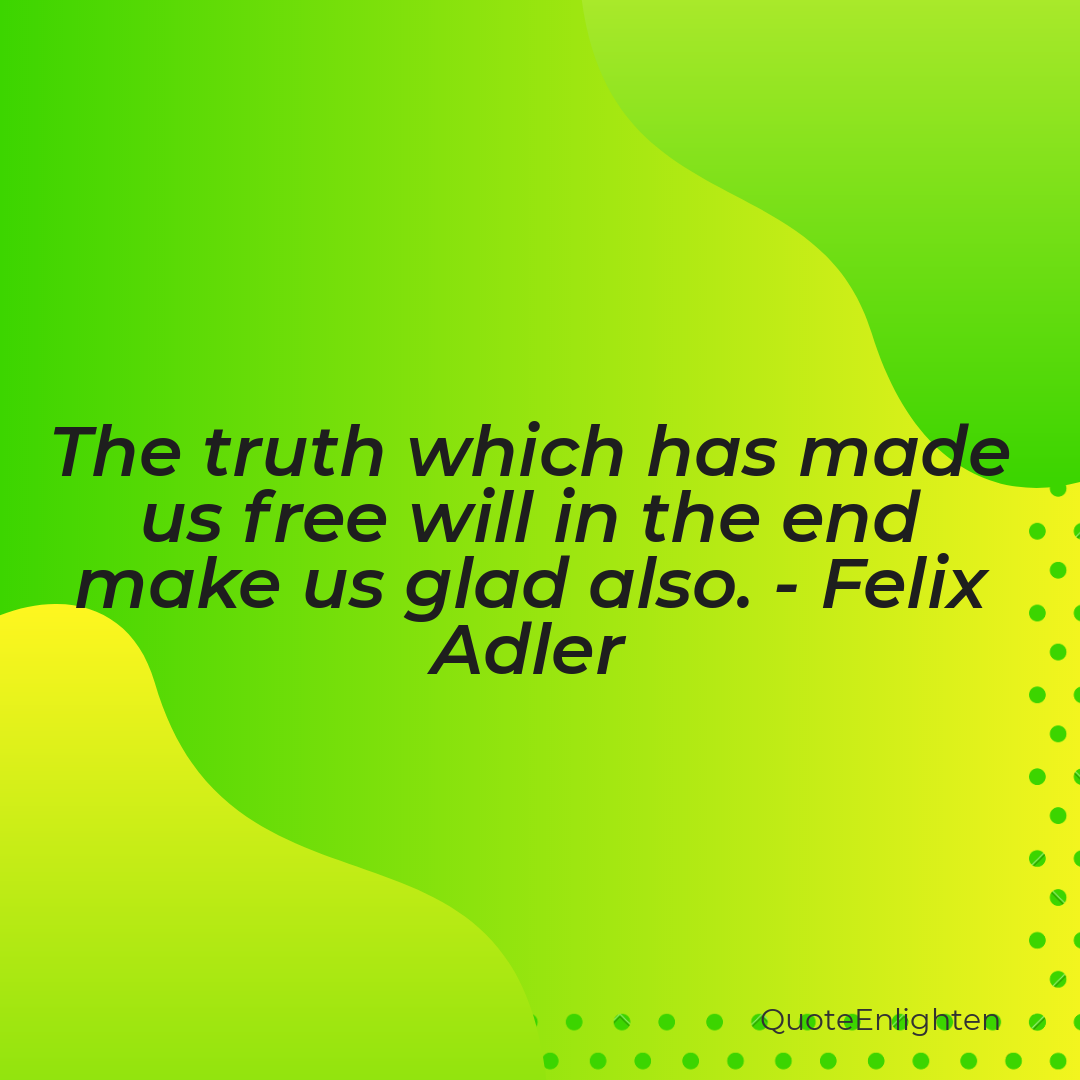 The truth which has made
us free will in the end
make us glad also. - Felix
Adler
QuoteEnlighten